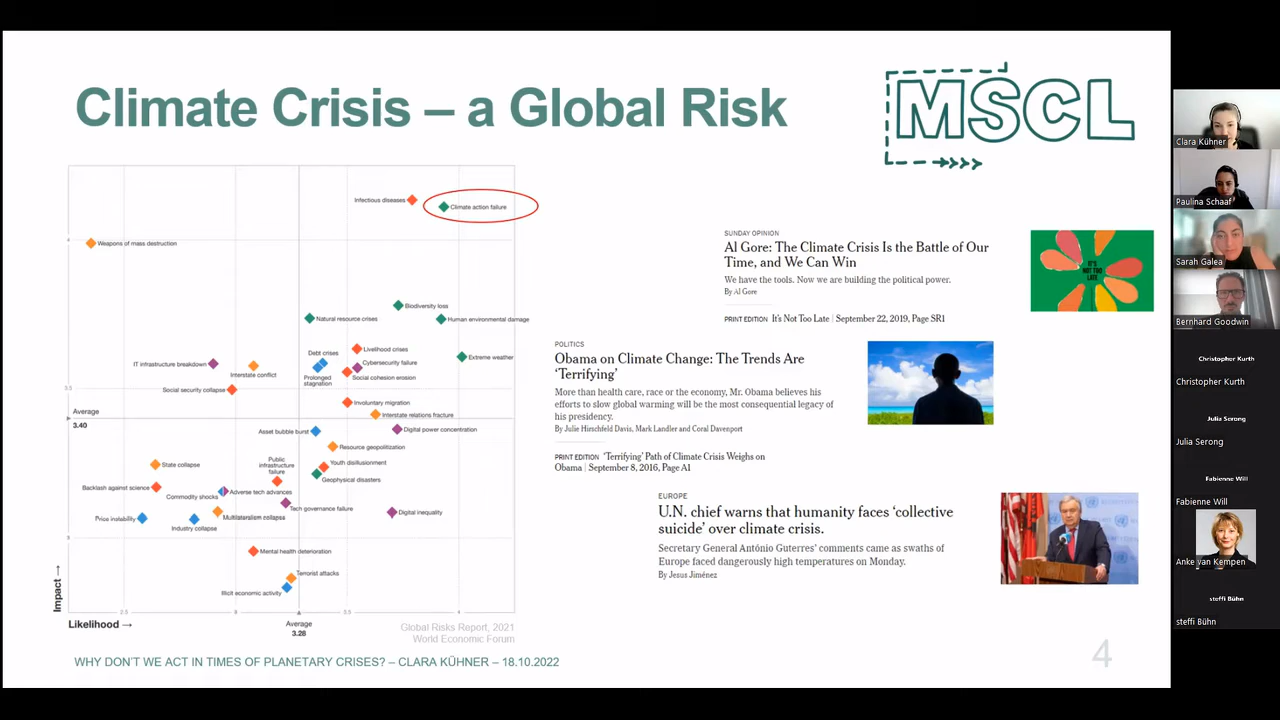 Climate Crisis – a Global Risk
MSCL
Infectious diseases
Climate action failure
4
Weapons of mass destruction
Biodiversity loss
Natural resource crises
Human environmental damage
Livelihood crises
Debt crises
Extreme weather
IT infrastructure breakdown
Cybersecurity failure
Interstate conflict
Prolonged
stagnation
Social cohesion erosion
Social security collapse
3.5
Involuntary migration
Average
3.40
Interstate relations fracture
Asset bubble burst
Digital power concentration
Resource geopolitization
Public
infrastructure
failure
State collapse
Youth disillusionment
Geophysical disasters
Backlash against science
Commodity shocks
Adverse tech advances
Tech governance failure
Price instability
Industry collapse
Multilateralism collapse
Digital inequality
3
Mental health deterioration
Terrorist attacks
Illicit economic activity
Impact →
2.5
3
3.5
4
Likelihood →
Average
3.28
Global Risks Report, 2021
World Economic Forum
SUNDAY OPINION
Al Gore: The Climate Crisis Is the Battle of Our
Time, and We Can Win
We have the tools. Now we are building the political power.
By Al Gore
PRINT EDITION It's Not Too Late | September 22, 2019, Page SR1
IT'S
NOT TOO
LATE
POLITICS
Obama on Climate Change: The Trends Are
‘Terrifying’
More than health care, race or the economy, Mr. Obama believes his
efforts to slow global warming will be the most consequential legacy of
his presidency.
By Julie Hirschfeld Davis, Mark Landler and Coral Davenport
PRINT EDITION ‘Terrifying’ Path of Climate Crisis Weighs on
Obama | September 8, 2016, Page A1
EUROPE
U.N. chief warns that humanity faces ‘collective
suicide’ over climate crisis.
Secretary General António Guterres’ comments came as swaths of
Europe faced dangerously high temperatures on Monday.
By Jesus Jiménez
WHY DON'T WE ACT IN TIMES OF PLANETARY CRISES? – CLARA KÜHNER – 18.10.2022
4
Clara Kühner
Paulina Schaaf
Sarah Galea
Bernhard Goodwin
Christopher Kurth
Christopher Kurth
Julia Serong
Julia Serong
Fabienne Will
Fabienne Will
Anke van Kempen
steffi Bühn
steffi Bühn